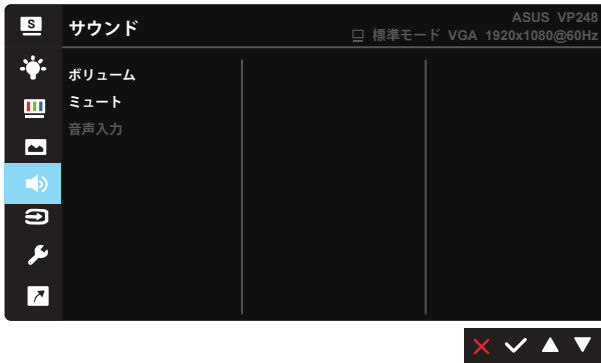 S
サウンド
ASUS VP248
標準モード VGA 1920x1080@60Hz
ボリューム
ミュート
音声入力